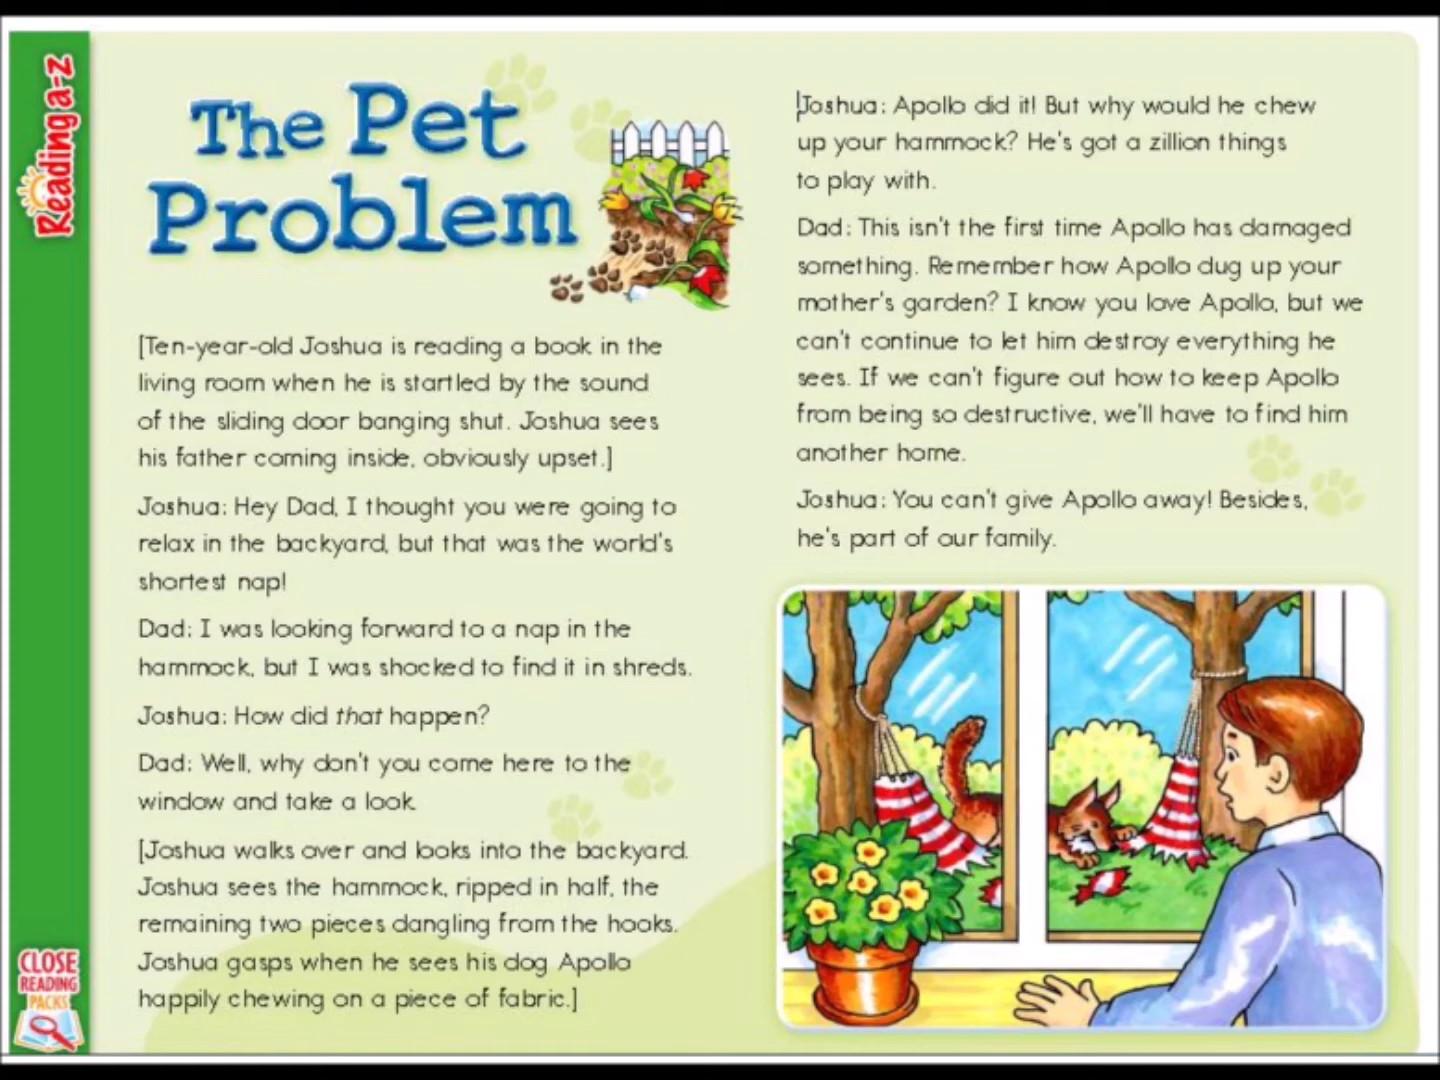 Reading a-z
The Pet
Problem
[Ten-year-old Joshua is reading a book in the
living room when he is startled by the sound
of the sliding door banging shut. Joshua sees
his father coming inside, obviously upset.]
Joshua: Hey Dad, I thought you were going to
relax in the backyard, but that was the world's
shortest nap!
Dad: I was looking forward to a nap in the
hammock, but I was shocked to find it in shreds.
Joshua: How did that happen?
Dad: Well, why don't you come here to the
window and take a look.
[Joshua walks over and looks into the backyard.
Joshua sees the hammock, ripped in half, the
remaining two pieces dangling from the hooks.
Joshua gasps when he sees his dog Apollo
happily chewing on a piece of fabric.]
Joshua: Apollo did it! But why would he chew
up your hammock? He's got a zillion things
to play with.
Dad: This isn't the first time Apollo has damaged
something. Remember how Apollo dug up your
mother's garden? I know you love Apollo, but we
can't continue to let him destroy everything he
sees. If we can't figure out how to keep Apollo
from being so destructive, we'll have to find him
another home.
Joshua: You can't give Apollo away! Besides,
he's part of our family.
CLOSE
READING
PACKS